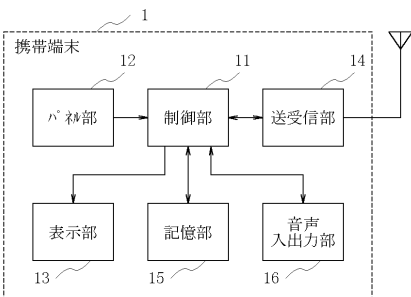 1
携帯端末
12
11
14
ﾊﾟﾈﾙ部
制御部
送受信部
表示部
記憶部
音声
入出力部
13
15
16